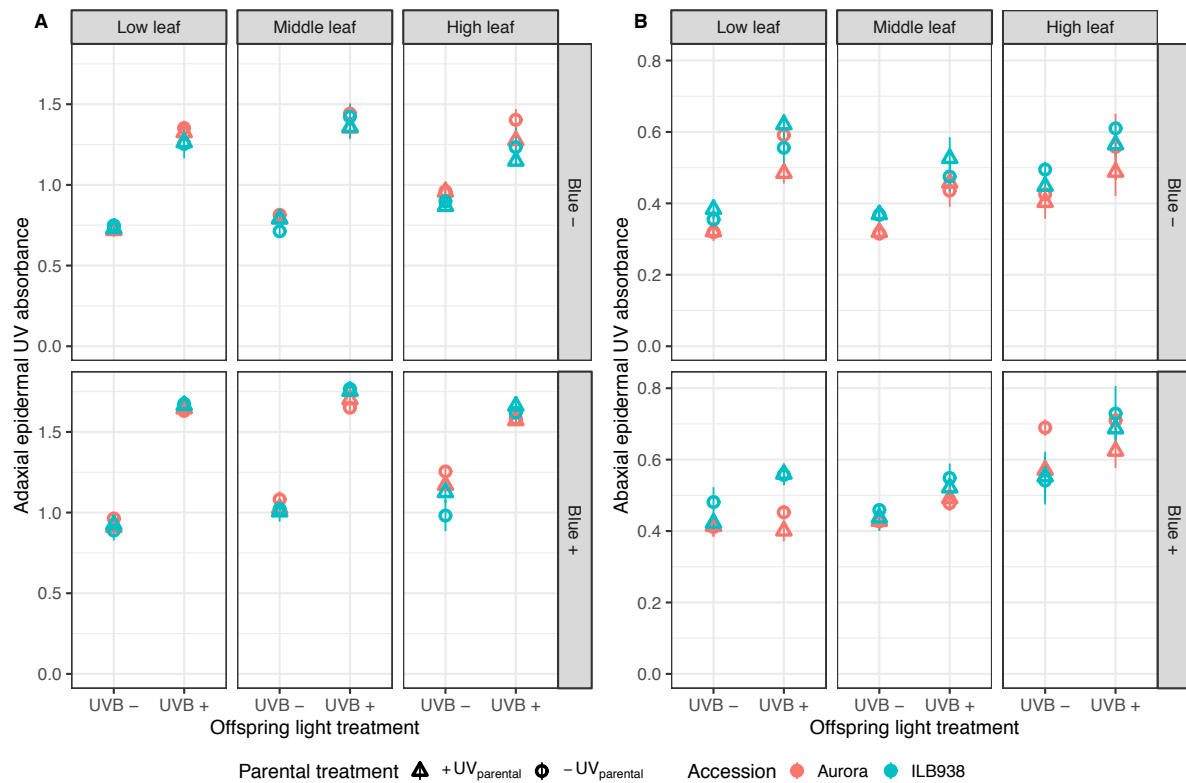 A
Low leaf
Middle leaf
High leaf
1.5
1.0
0.5
0.0
Blue −
1.5
1.0
0.5
0.0
Blue +
Adaxial epidermal UV absorbance
UVB − UVB +
UVB − UVB +
UVB − UVB +
Offspring light treatment
B
Low leaf
Middle leaf
High leaf
0.8
0.6
0.4
0.2
0.0
Blue −
0.8
0.6
0.4
0.2
0.0
Blue +
Abaxial epidermal UV absorbance
UVB − UVB +
UVB − UVB +
UVB − UVB +
Offspring light treatment
Parental treatment + UVparental − UVparental Accession Aurora ILB938